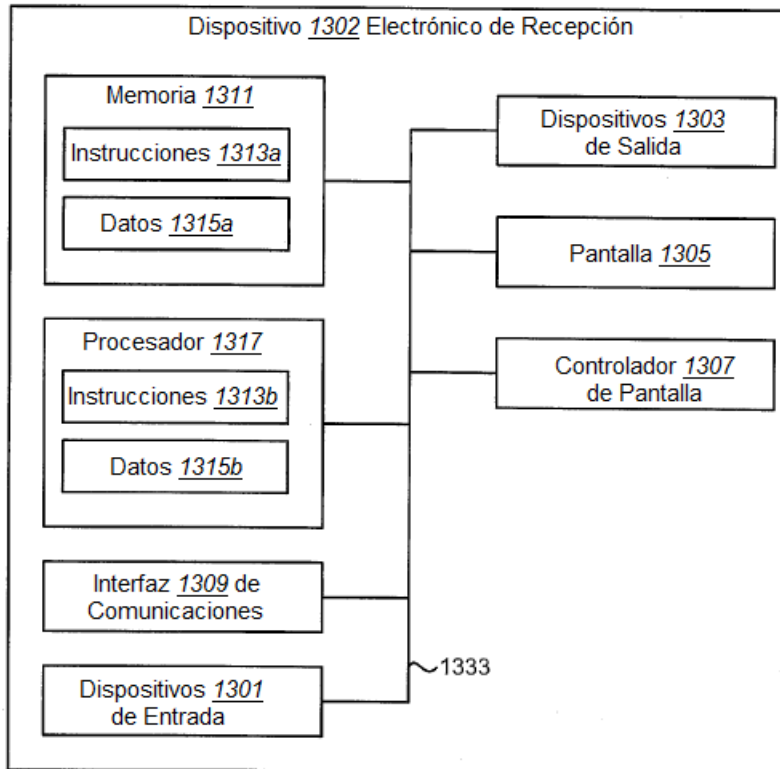 Dispositivo 1302 Electrónico de Recepción
Memoria 1311
Instrucciones 1313a
Datos 1315a
Procesador 1317
Instrucciones 1313b
Datos 1315b
Interfaz 1309 de
Comunicaciones
Dispositivos 1301
de Entrada
Dispositivos 1303
de Salida
Pantalla 1305
Controlador 1307
de Pantalla
1333